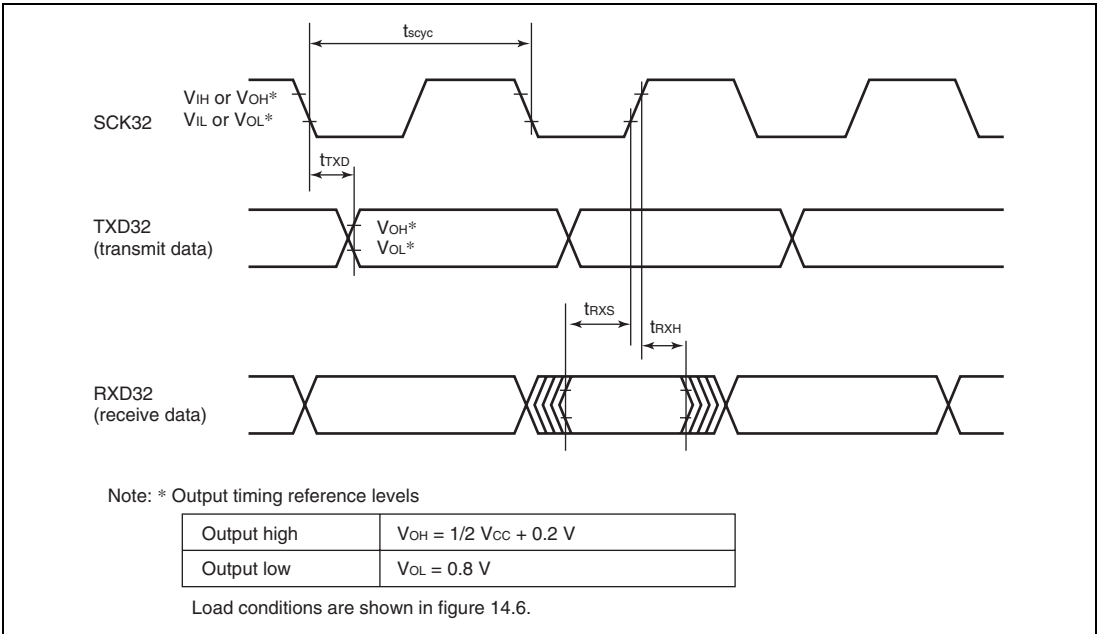 tscyc
VIH or VOH*
VIL or VOL*
SCK32
tTXD
TXD32
(transmit data)
VOH*
VOL*
tRXS
tRXH
RXD32
(receive data)
Note: * Output timing reference levels
Output high VOH = 1/2 VCC + 0.2 V
Output low VOL = 0.8 V
Load conditions are shown in figure 14.6.